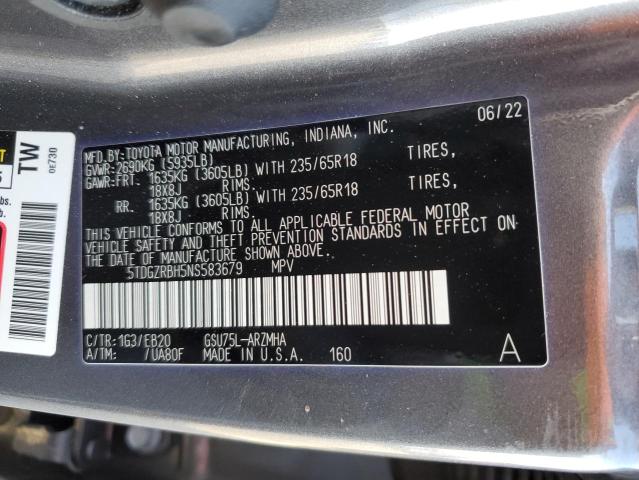 06/22
MFD.BY:TOYOTA MOTOR MANUFACTURING, INDIANA, INC.
GVWR:2690KG (5935LB)
GAWR:FRT. 1635KG (3605LB) WITH 235/65R18 TIRES,
18X8J RIMS.
RR. 1635KG (3605LB) WITH 235/65R18 TIRES,
18X8J RIMS.
THIS VEHICLE CONFORMS TO ALL APPLICABLE FEDERAL MOTOR
VEHICLE SAFETY AND THEFT PREVENTION STANDARDS IN EFFECT ON
THE DATE OF MANUFACTURE SHOWN ABOVE.
5TDGZRBH5NS583679 MPV
C/TR:1G3/EB20 GSU75L-ARZMHA
A/TM: /UA80F MADE IN U.S.A. 160
A
TW
0E730
lbs.
lb.